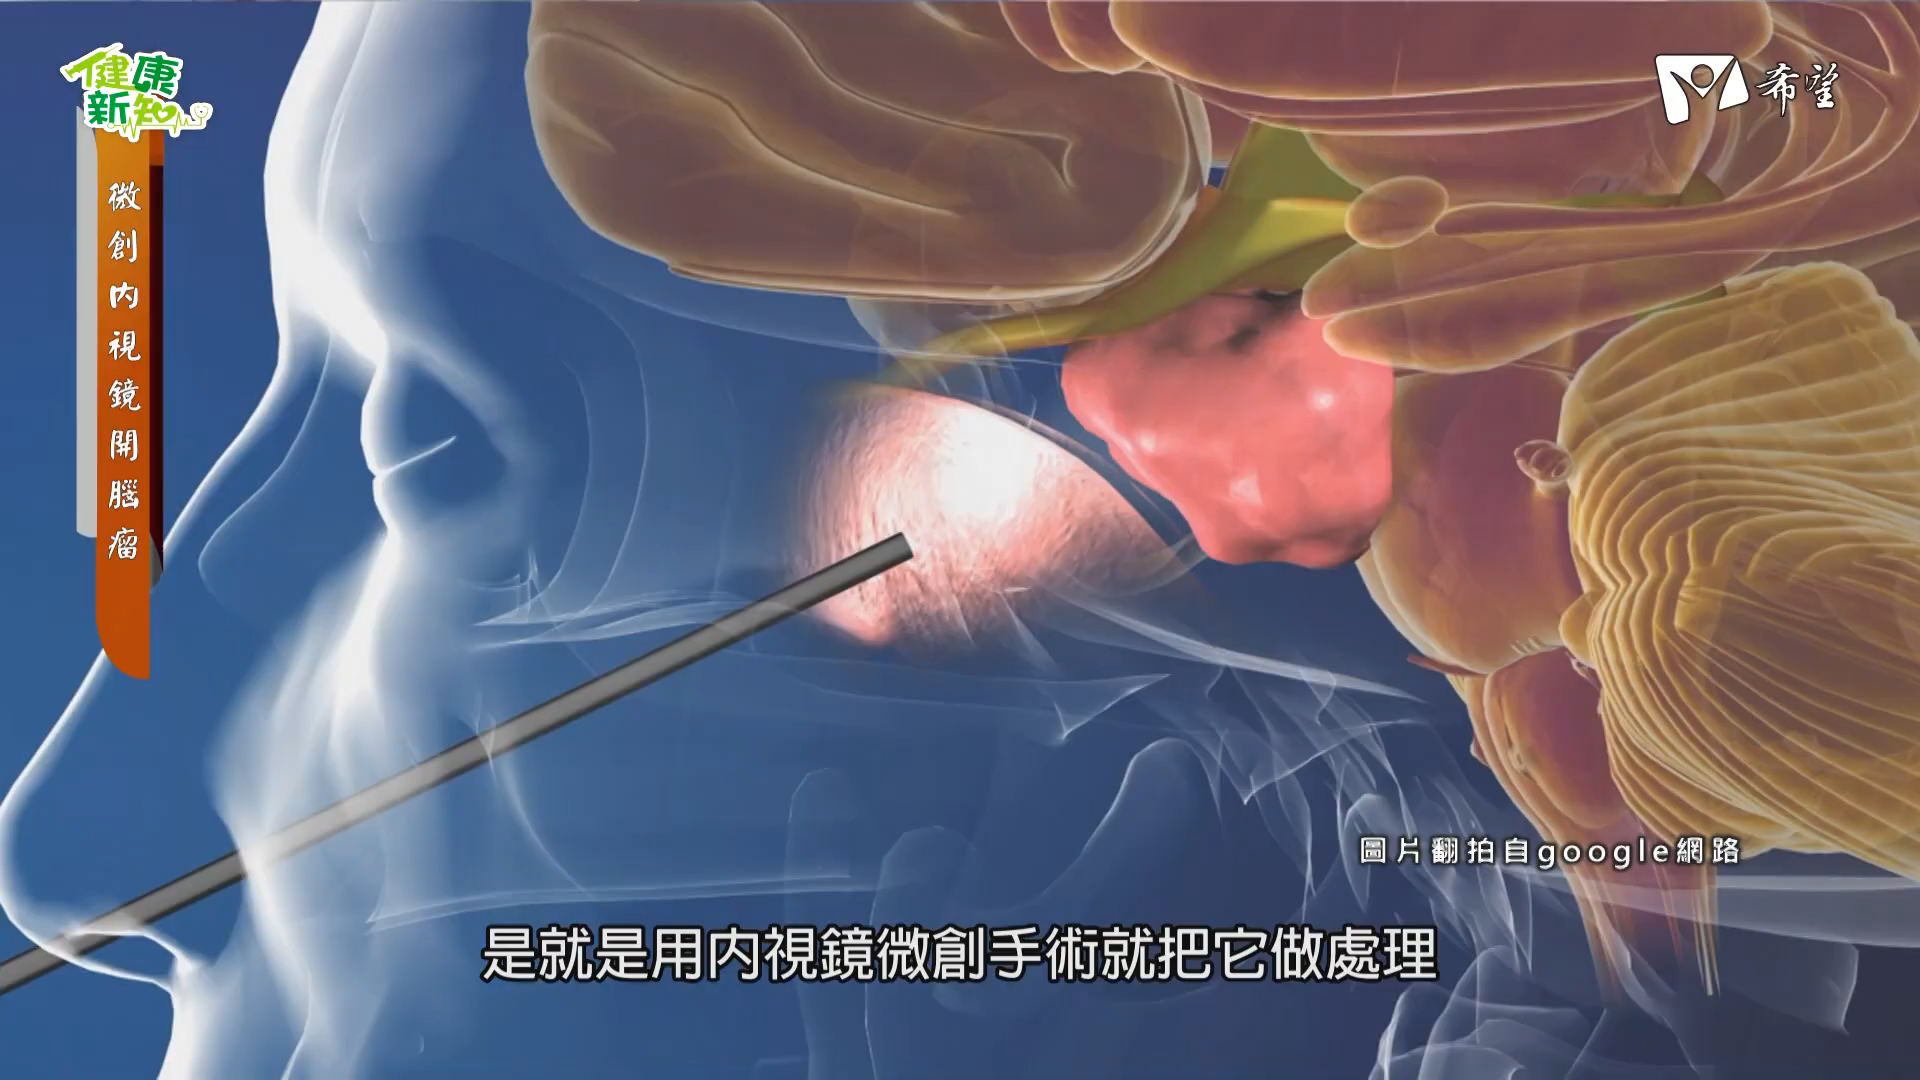 健康
新知
希望
微創內視鏡開腦瘤
圖片翻拍自google網路
是就是用內視鏡微創手術就把它做處理